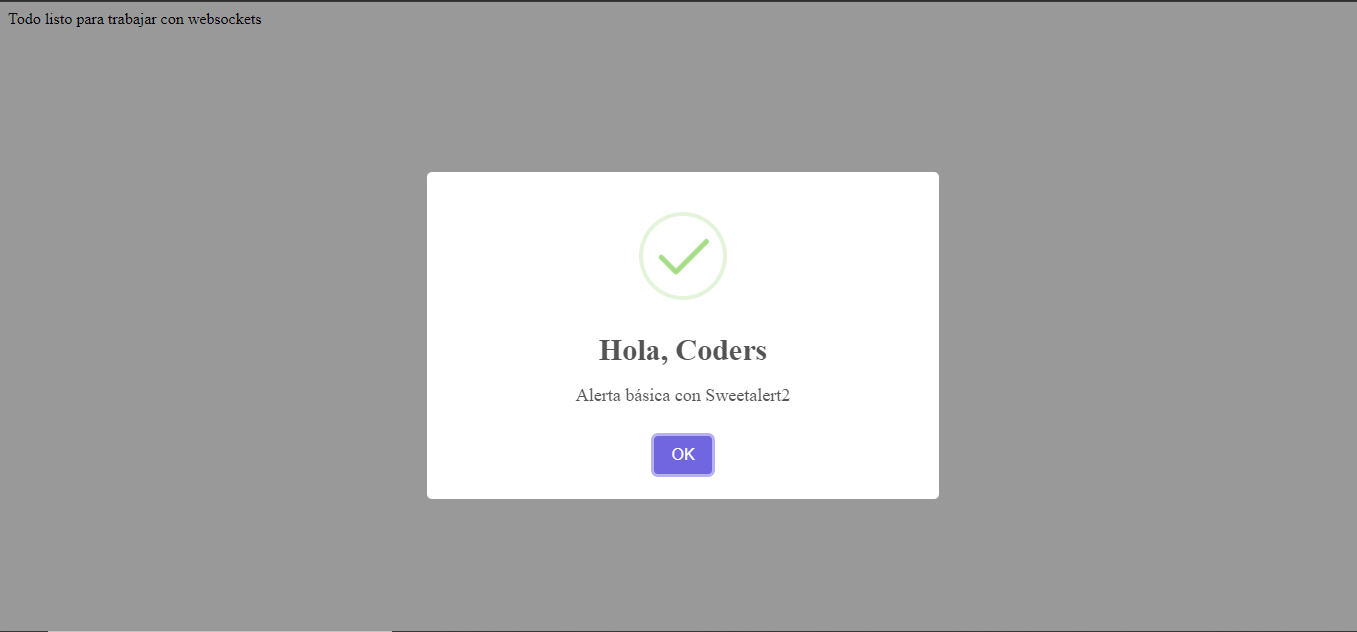 Todo listo para trabajar con websockets
Hola, Coders
Alerta básica con Sweetalert2
OK